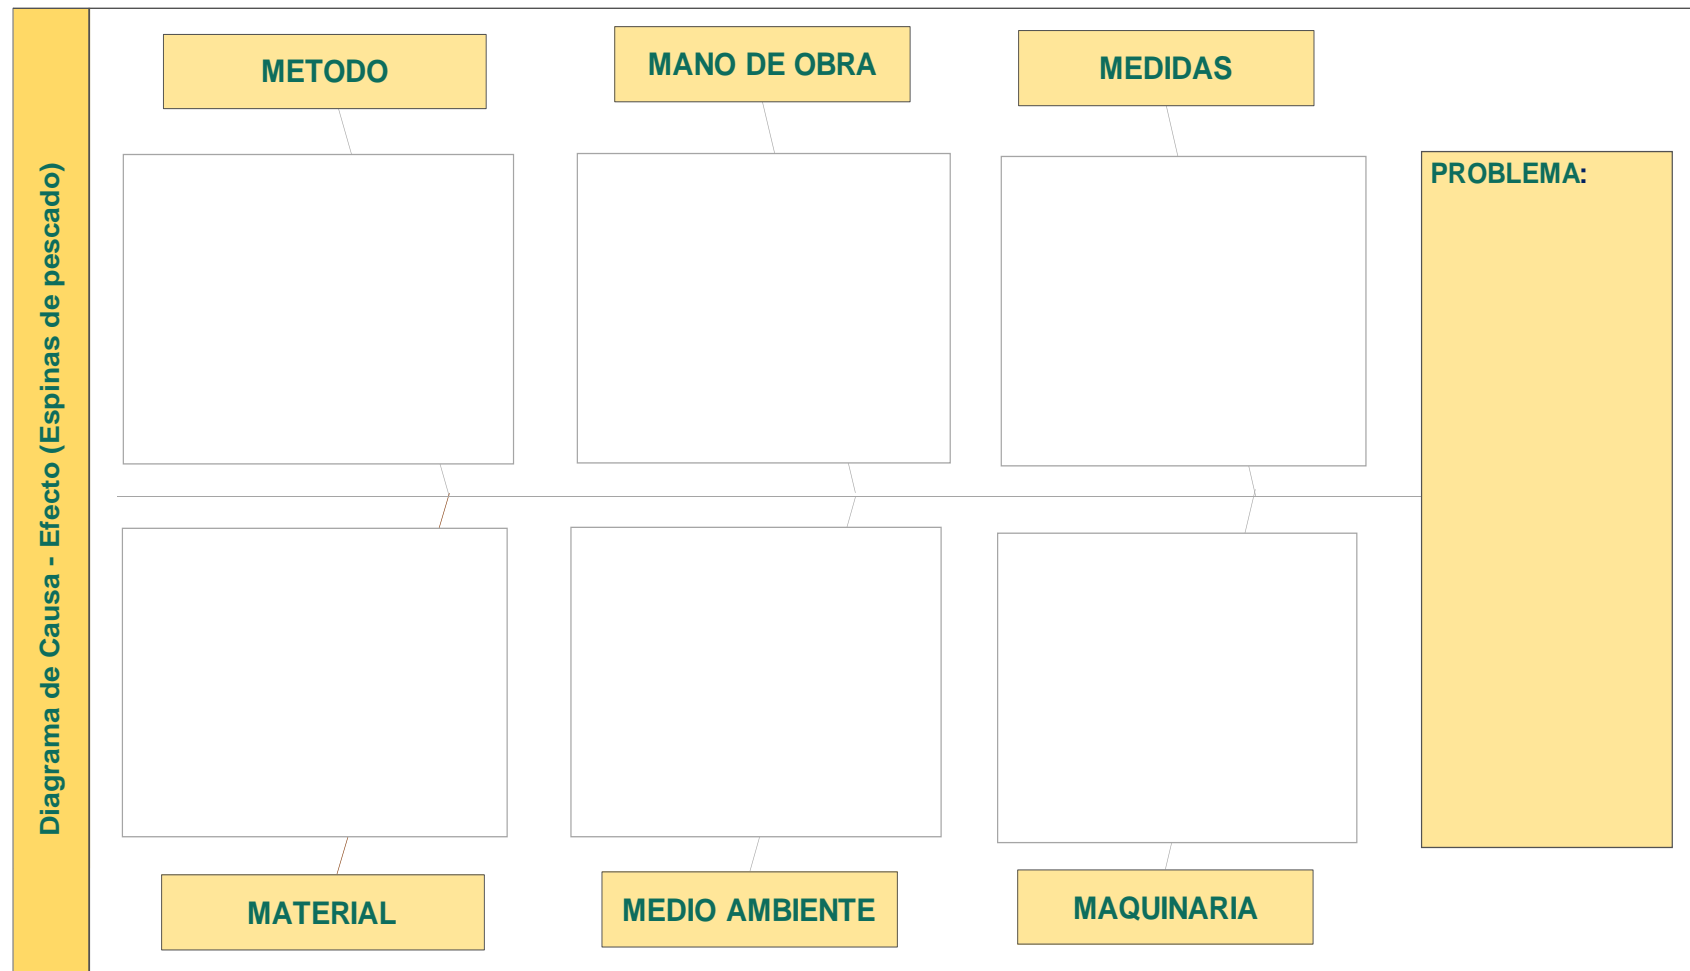 Diagrama de Causa - Efecto (Espinas de pescado)
METODO
MANO DE OBRA
MEDIDAS
PROBLEMA:
MATERIAL
MEDIO AMBIENTE
MAQUINARIA